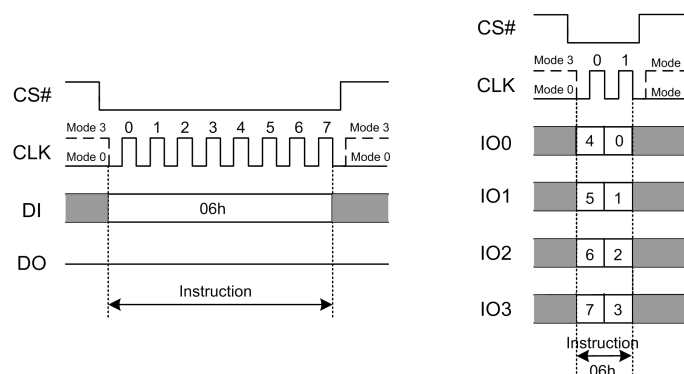 CS#
Mode 3 0 1 2 3 4 5 6 7 Mode 3
CLK
Mode 0 Mode 0
DI 06h
DO
Instruction
CS#
Mode 3 0 1 Mode
CLK
Mode 0 Mode
IO0 4 0
IO1 5 1
IO2 6 2
IO3 7 3
Instruction
06h